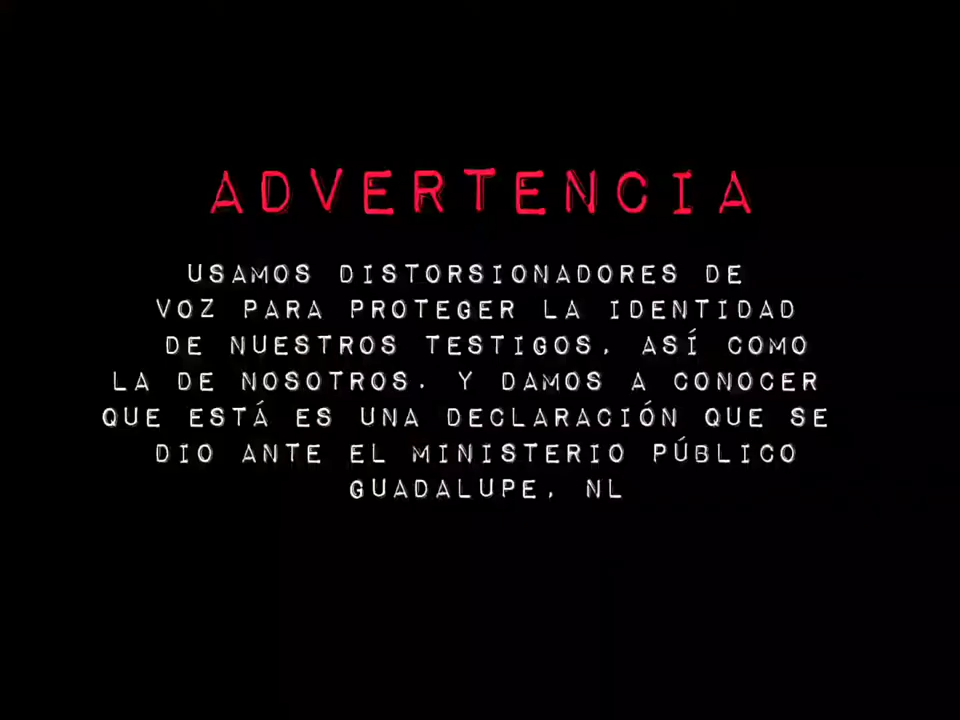 ADVERTENCIA
USAMOS DISTORSIONADORES DE
VOZ PARA PROTEGER LA IDENTIDAD
DE NUESTROS TESTIGOS, ASÍ COMO
LA DE NOSOTROS. Y DAMOS A CONOCER
QUE ESTÁ ES UNA DECLARACIÓN QUE SE
DIO ANTE EL MINISTERIO PÚBLICO
GUADALUPE, NL